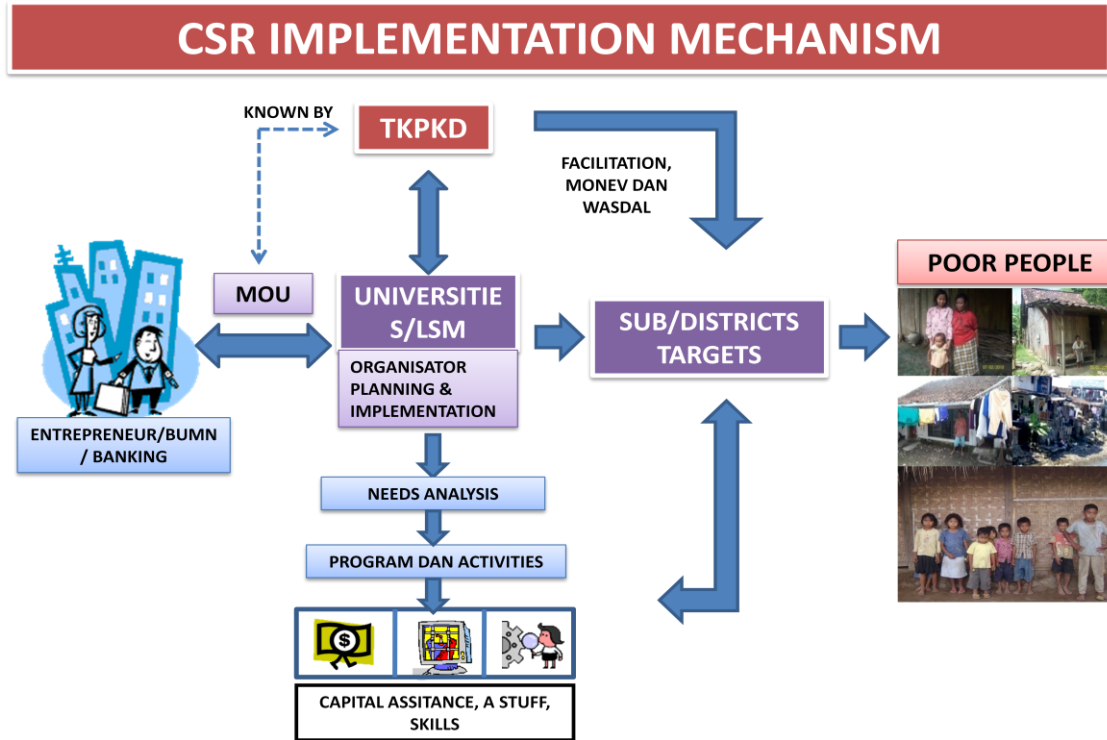 CSR IMPLEMENTATION MECHANISM
KNOWN BY
TKPKD
FACILITATION,
MONEV DAN
WASDAL
POOR PEOPLE
MOU
UNIVERSITIE
S/LSM
SUB/DISTRICTS
TARGETS
ORGANISATOR
PLANNING &
IMPLEMENTATION
ENTREPRENEUR/BUMN
/ BANKING
NEEDS ANALYSIS
PROGRAM DAN ACTIVITIES
$
CAPITAL ASSITANCE, A STUFF,
SKILLS